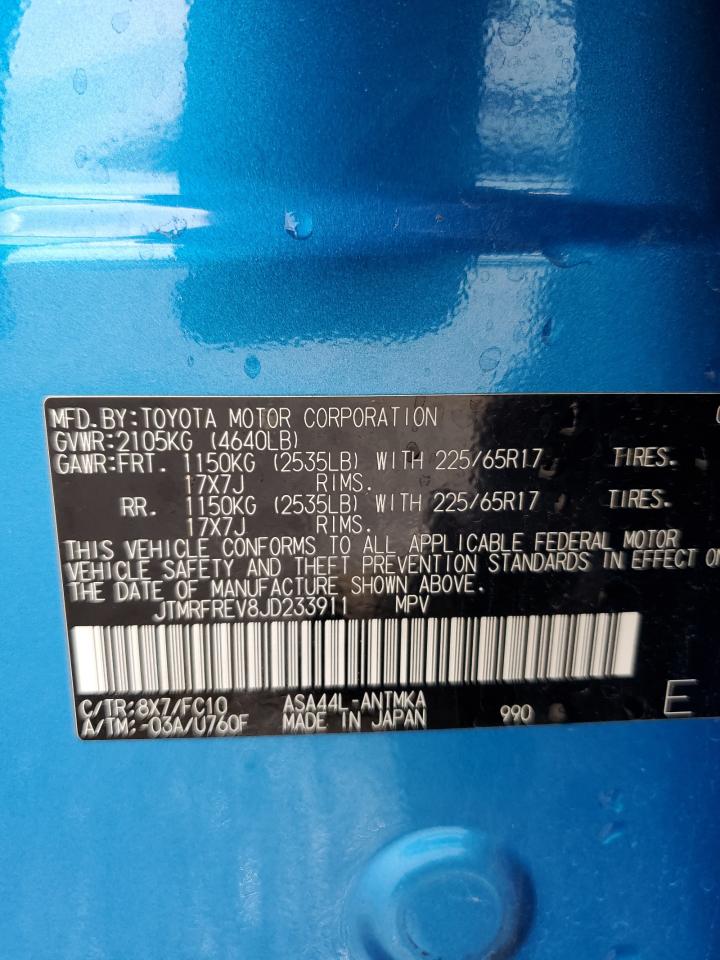 MFD.BY:TOYOTA MOTOR CORPORATION
GVWR:2105KG (4640LB)
GAWR:FRT. 1150KG (2535LB) WITH 225/65R17 TIRES.
17X7J RIMS.
RR. 1150KG (2535LB) WITH 225/65R17 TIRES.
17X7J RIMS.
THIS VEHICLE CONFORMS TO ALL APPLICABLE FEDERAL MOTOR
VEHICLE SAFETY AND THEFT PREVENTION STANDARDS IN EFFECT ON
THE DATE OF MANUFACTURE SHOWN ABOVE.
JTMRFREV8JD233911 MPV
C/TR:8X7/FC10 ASA44L-ANTMKA 990 E
A/TM:-03A/U760F MADE IN JAPAN